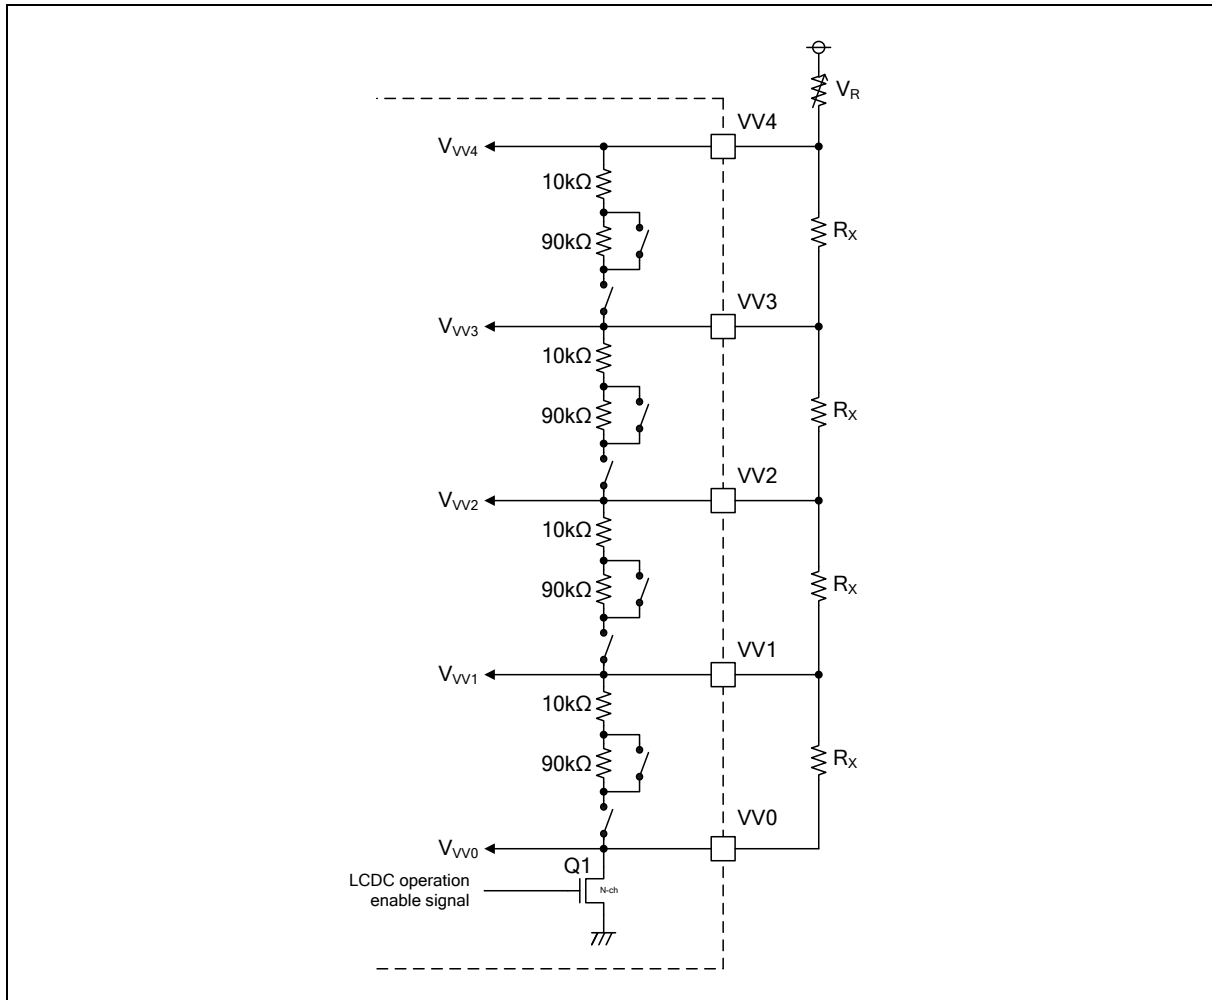 V_R
VV4
V_VV4
10kΩ
90kΩ
R_X
VV3
V_VV3
10kΩ
90kΩ
R_X
VV2
V_VV2
10kΩ
90kΩ
R_X
VV1
V_VV1
10kΩ
90kΩ
R_X
VV0
V_VV0
Q1
N-ch
LCDC operation
enable signal